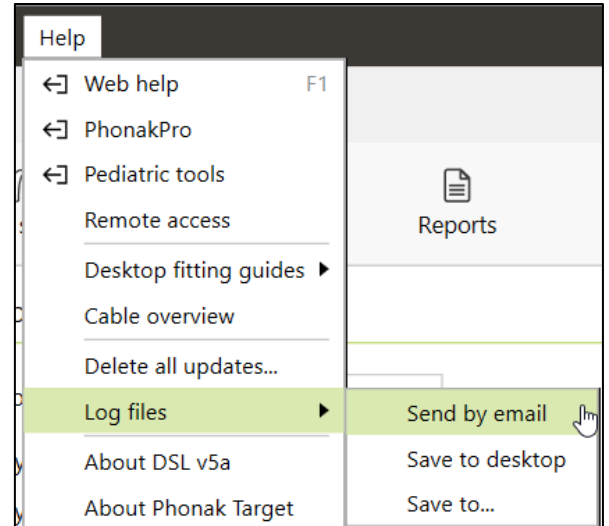 Help
Web help F1
PhonakPro
Pediatric tools
Remote access
Reports
Desktop fitting guides
Cable overview
Delete all updates...
Log files
Send by email
About DSL v5a
Save to desktop
About Phonak Target
Save to...